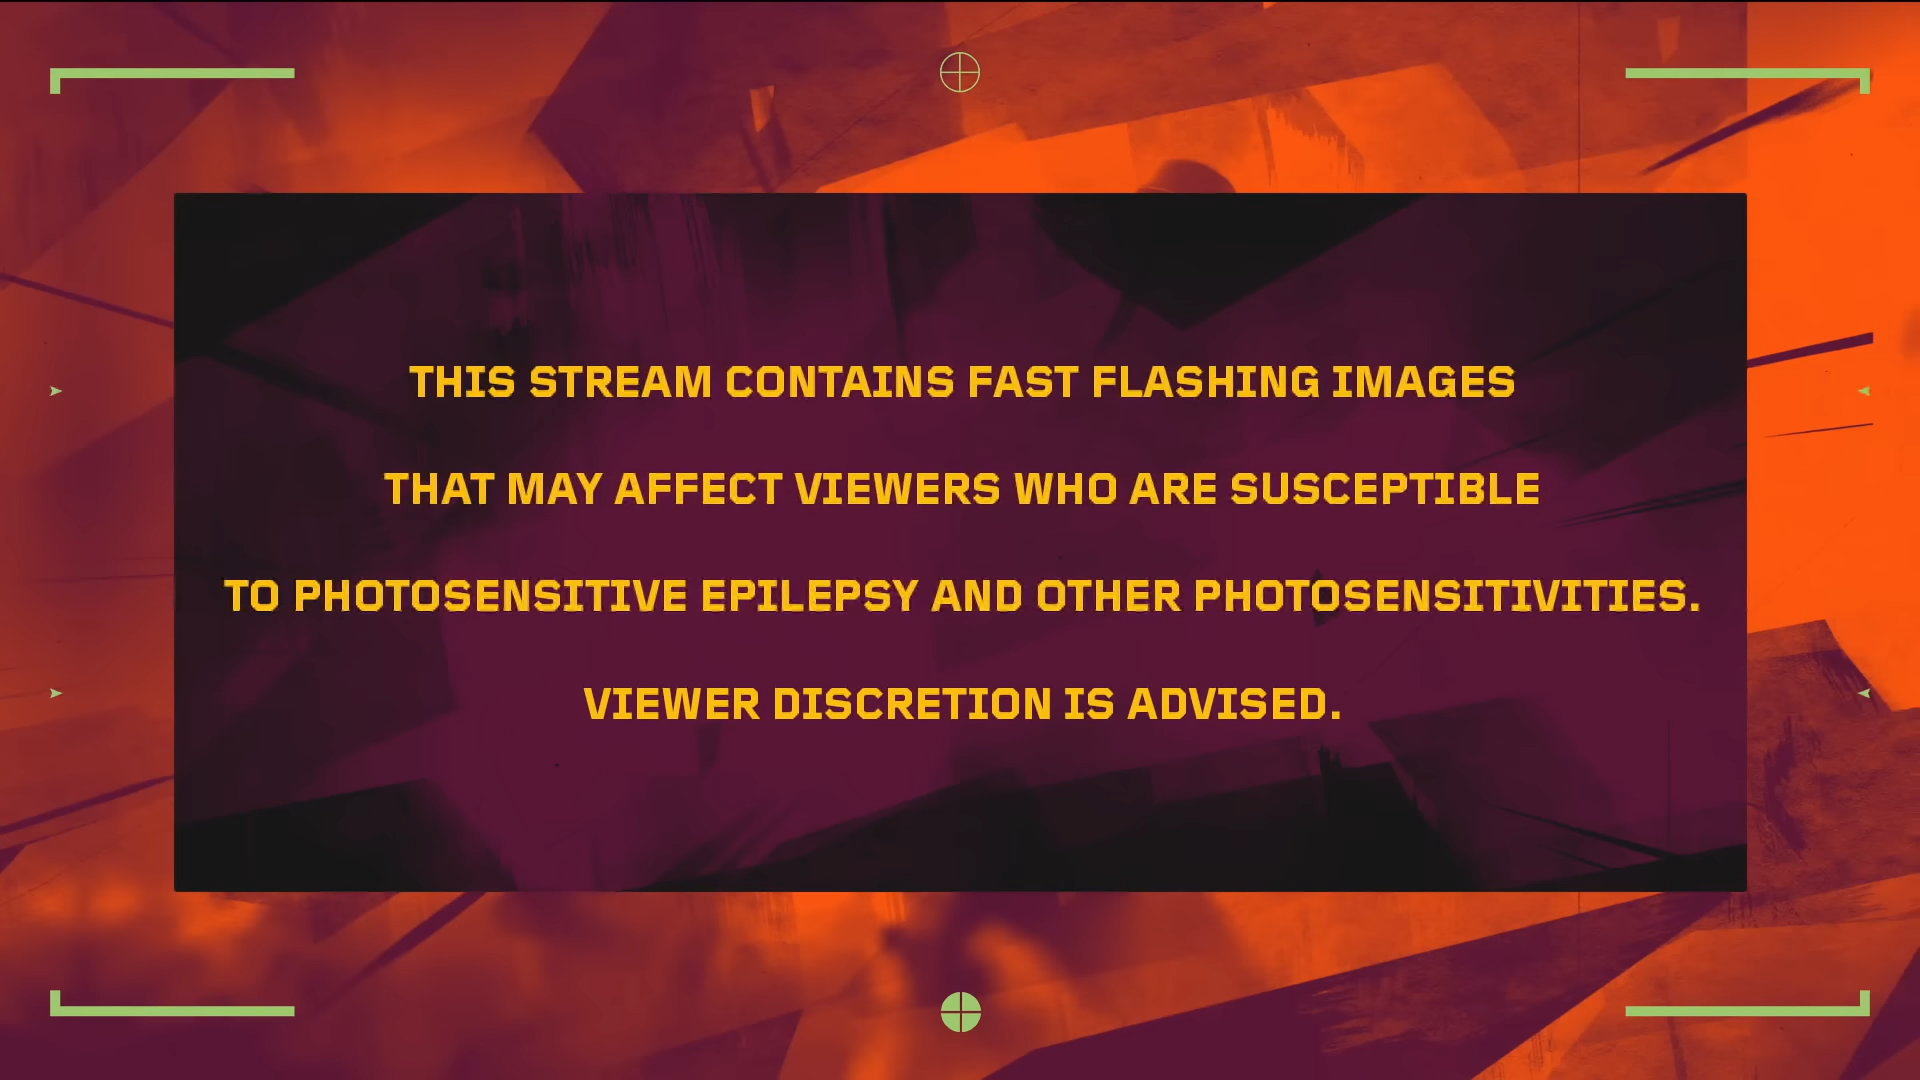 THIS STREAM CONTAINS FAST FLASHING IMAGES
THAT MAY AFFECT VIEWERS WHO ARE SUSCEPTIBLE
TO PHOTOSENSITIVE EPILEPSY AND OTHER PHOTOSENSITIVITIES.
VIEWER DISCRETION IS ADVISED.